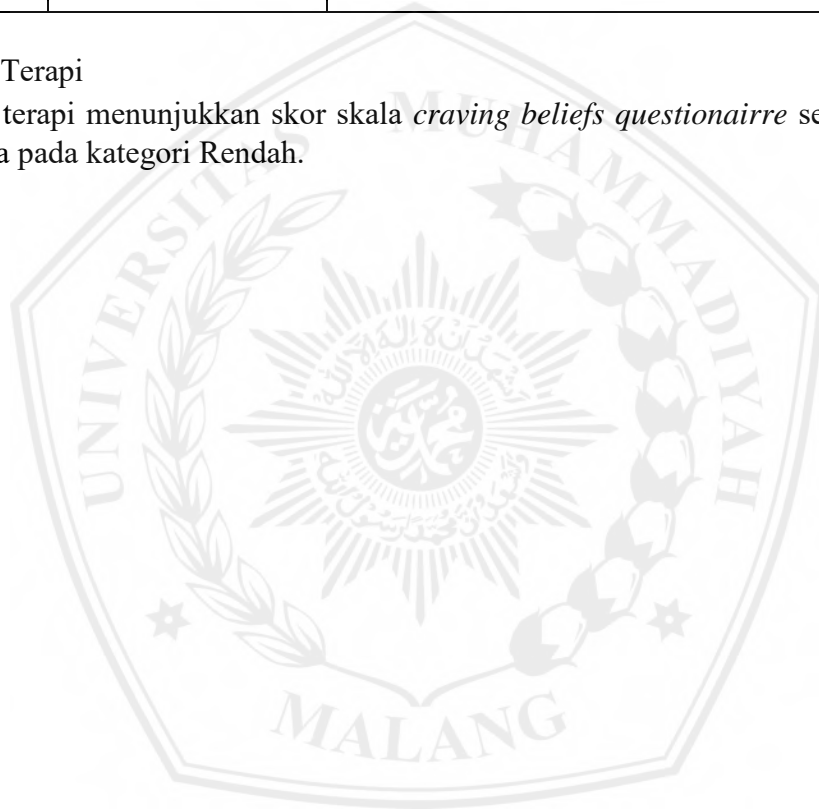 Terapi
terapi menunjukkan skor skala craving beliefs questionairre se
a pada kategori Rendah.
UNIVERSITAS MUHAMMADIYAH
MALANG